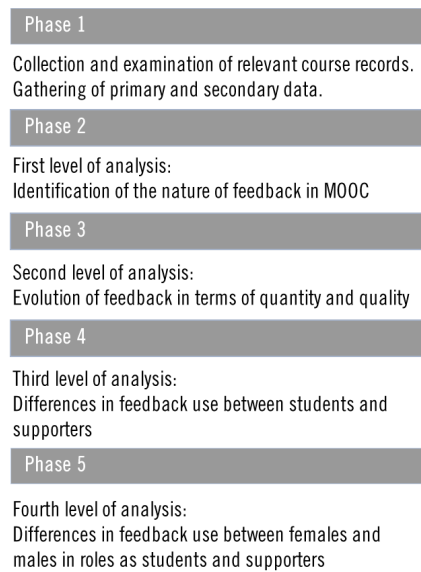 Phase 1
Collection and examination of relevant course records.
Gathering of primary and secondary data.
Phase 2
First level of analysis:
Identification of the nature of feedback in MOOC
Phase 3
Second level of analysis:
Evolution of feedback in terms of quantity and quality
Phase 4
Third level of analysis:
Differences in feedback use between students and
supporters
Phase 5
Fourth level of analysis:
Differences in feedback use between females and
males in roles as students and supporters